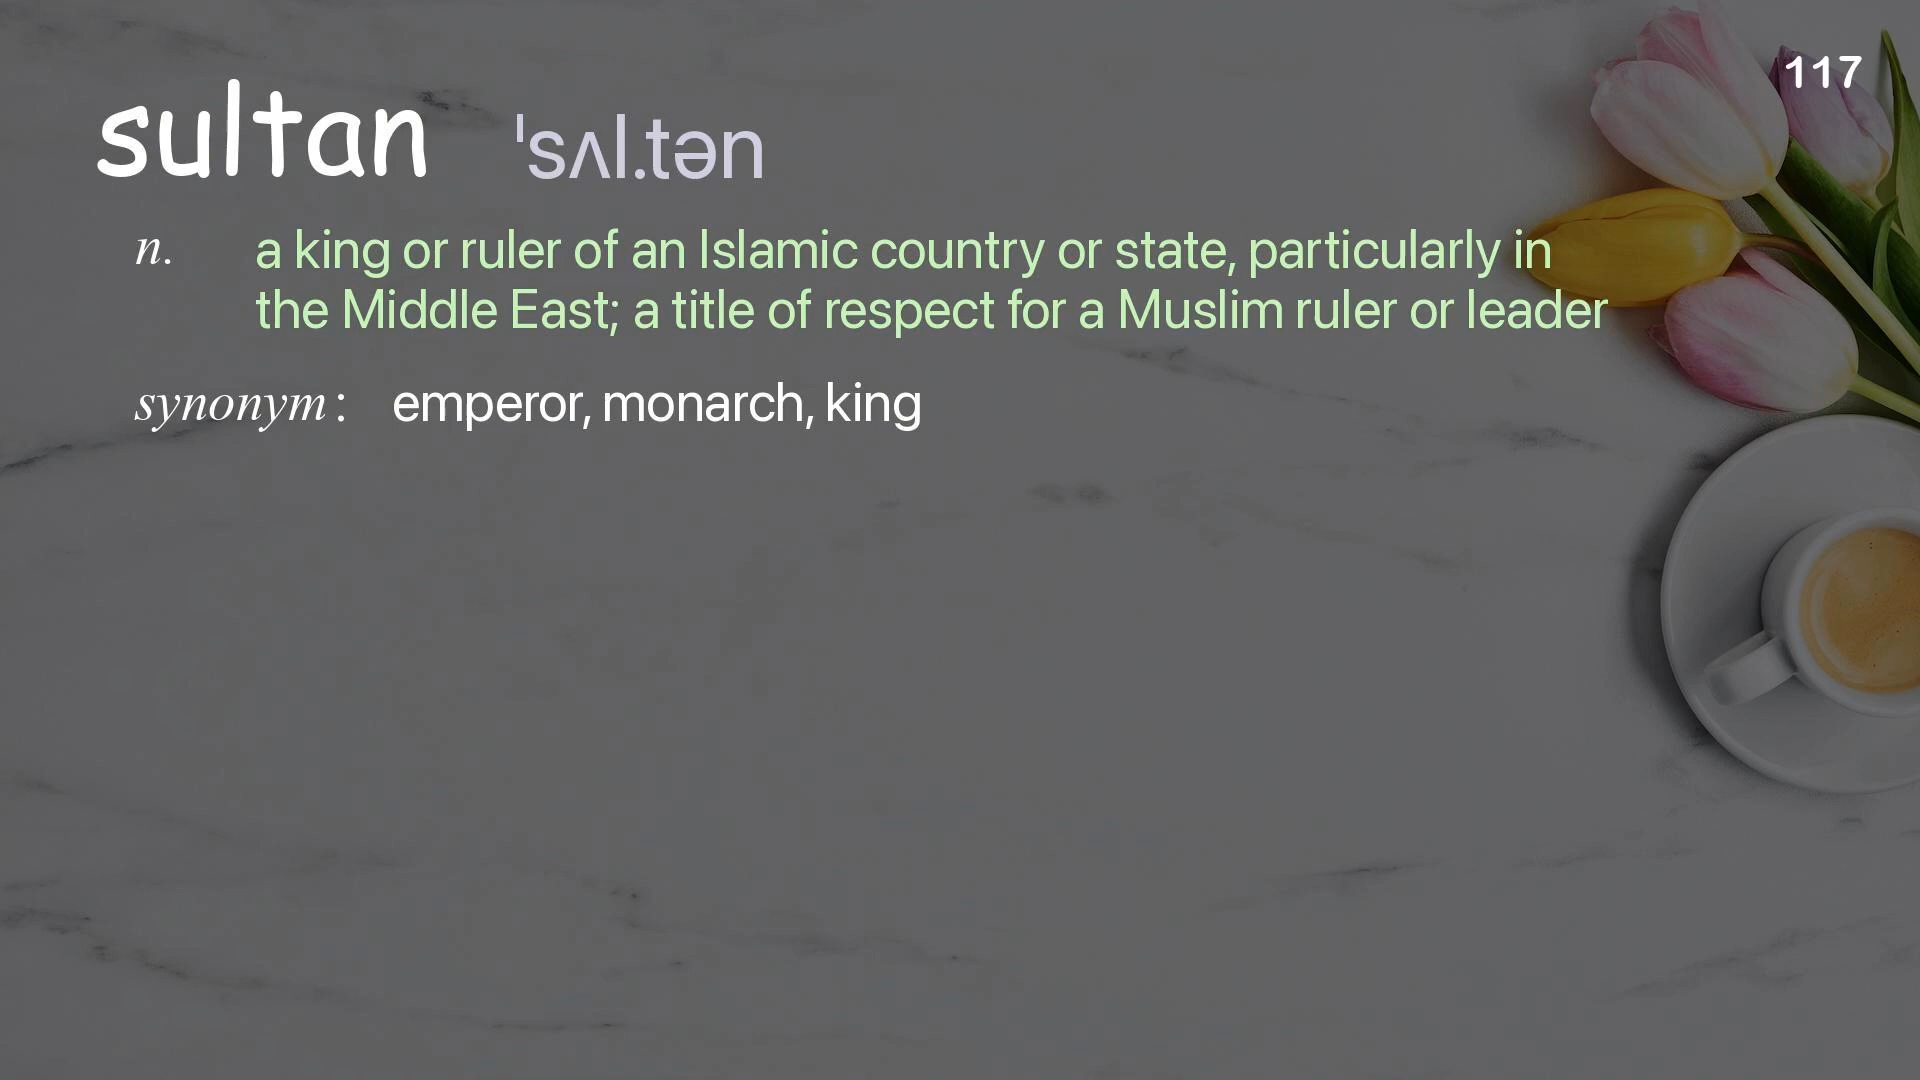 117
sultan ˈsʌl.tən
n. a king or ruler of an Islamic country or state, particularly in
the Middle East; a title of respect for a Muslim ruler or leader
synonym : emperor, monarch, king